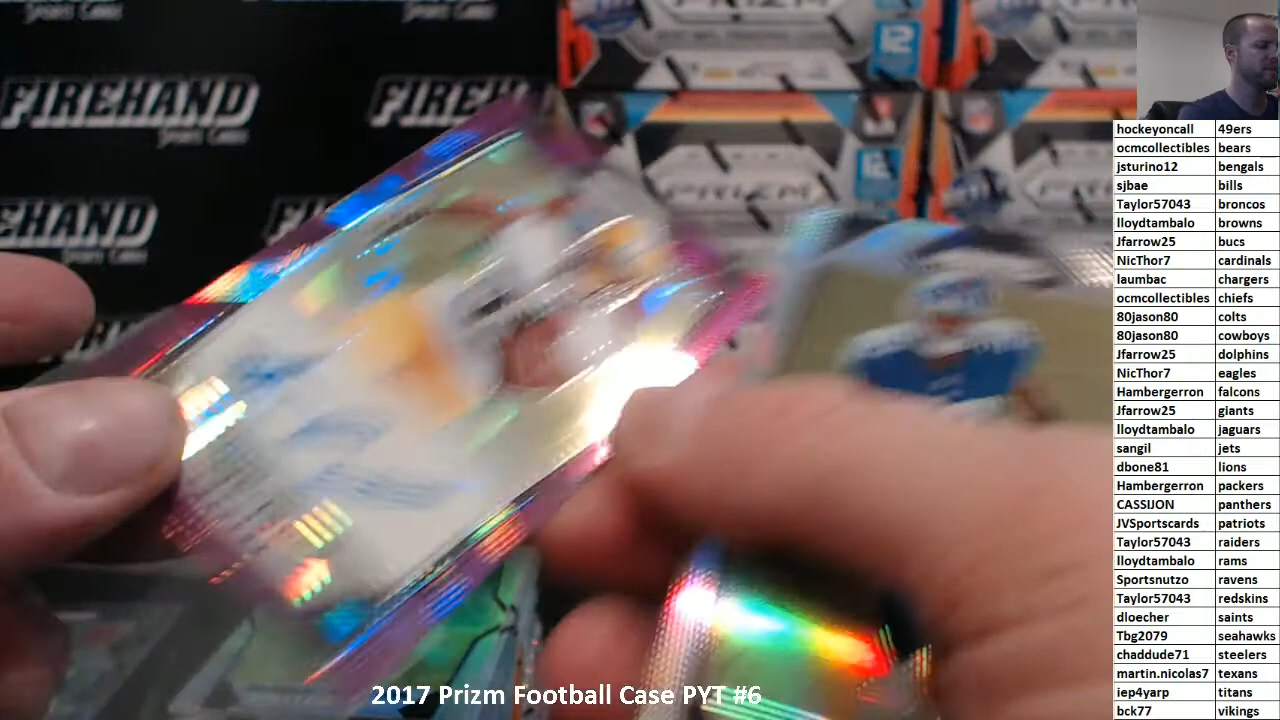 PRIZM
12
FIREHAND
Sports Cards
FIREHAND
Sports Cards
PRIZM
12
hockeyoncall 49ers
ocmcollectibles bears
jsturino12 bengals
sjbae bills
Taylor57043 broncos
lloydtambalo browns
Jfarrow25 bucs
NicThor7 cardinals
laumbac chargers
ocmcollectibles chiefs
80jason80 colts
80jason80 cowboys
Jfarrow25 dolphins
NicThor7 eagles
Hambergerron falcons
Jfarrow25 giants
lloydtambalo jaguars
sangil jets
dbone81 lions
Hambergerron packers
CASSIJON panthers
JVSportscards patriots
Taylor57043 raiders
lloydtambalo rams
Sportsnutzo ravens
Taylor57043 redskins
dloecher saints
Tbg2079 seahawks
chaddude71 steelers
martin.nicolas7 texans
iep4yarp titans
bck77 vikings
2017 Prizm Football Case PYT #6